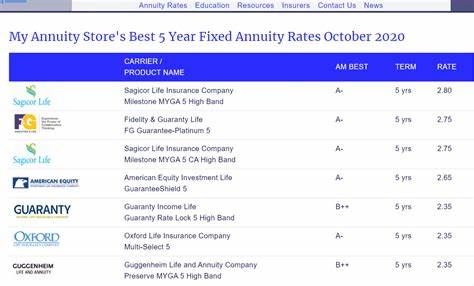 Annuity Rates Education Resources Insurers Contact Us News
My Annuity Store's Best 5 Year Fixed Annuity Rates October 2020
CARRIER / PRODUCT NAME AM BEST TERM RATE
Sagicor Life
Sagicor Life Insurance Company A- 5 yrs 2.80
Milestone MYGA 5 High Band
FG
Fidelity & Guaranty Life A- 5 yrs 2.75
FG Guarantee-Platinum 5
Sagicor Life
Sagicor Life Insurance Company A- 5 yrs 2.75
Milestone MYGA 5 CA High Band
AMERICAN EQUITY
American Equity Investment Life A- 5 yrs 2.65
GuaranteeShield 5
GUARANTY
Guaranty Income Life B++ 5 yrs 2.35
Guaranty Rate Lock 5 High Band
OXFORD
Oxford Life Insurance Company A- 5 yrs 2.35
Multi-Select 5
GUGGENHEIM
LIFE AND ANNUITY
Guggenheim Life and Annuity Company B++ 5 yrs 2.35
Preserve MYGA 5 High Band